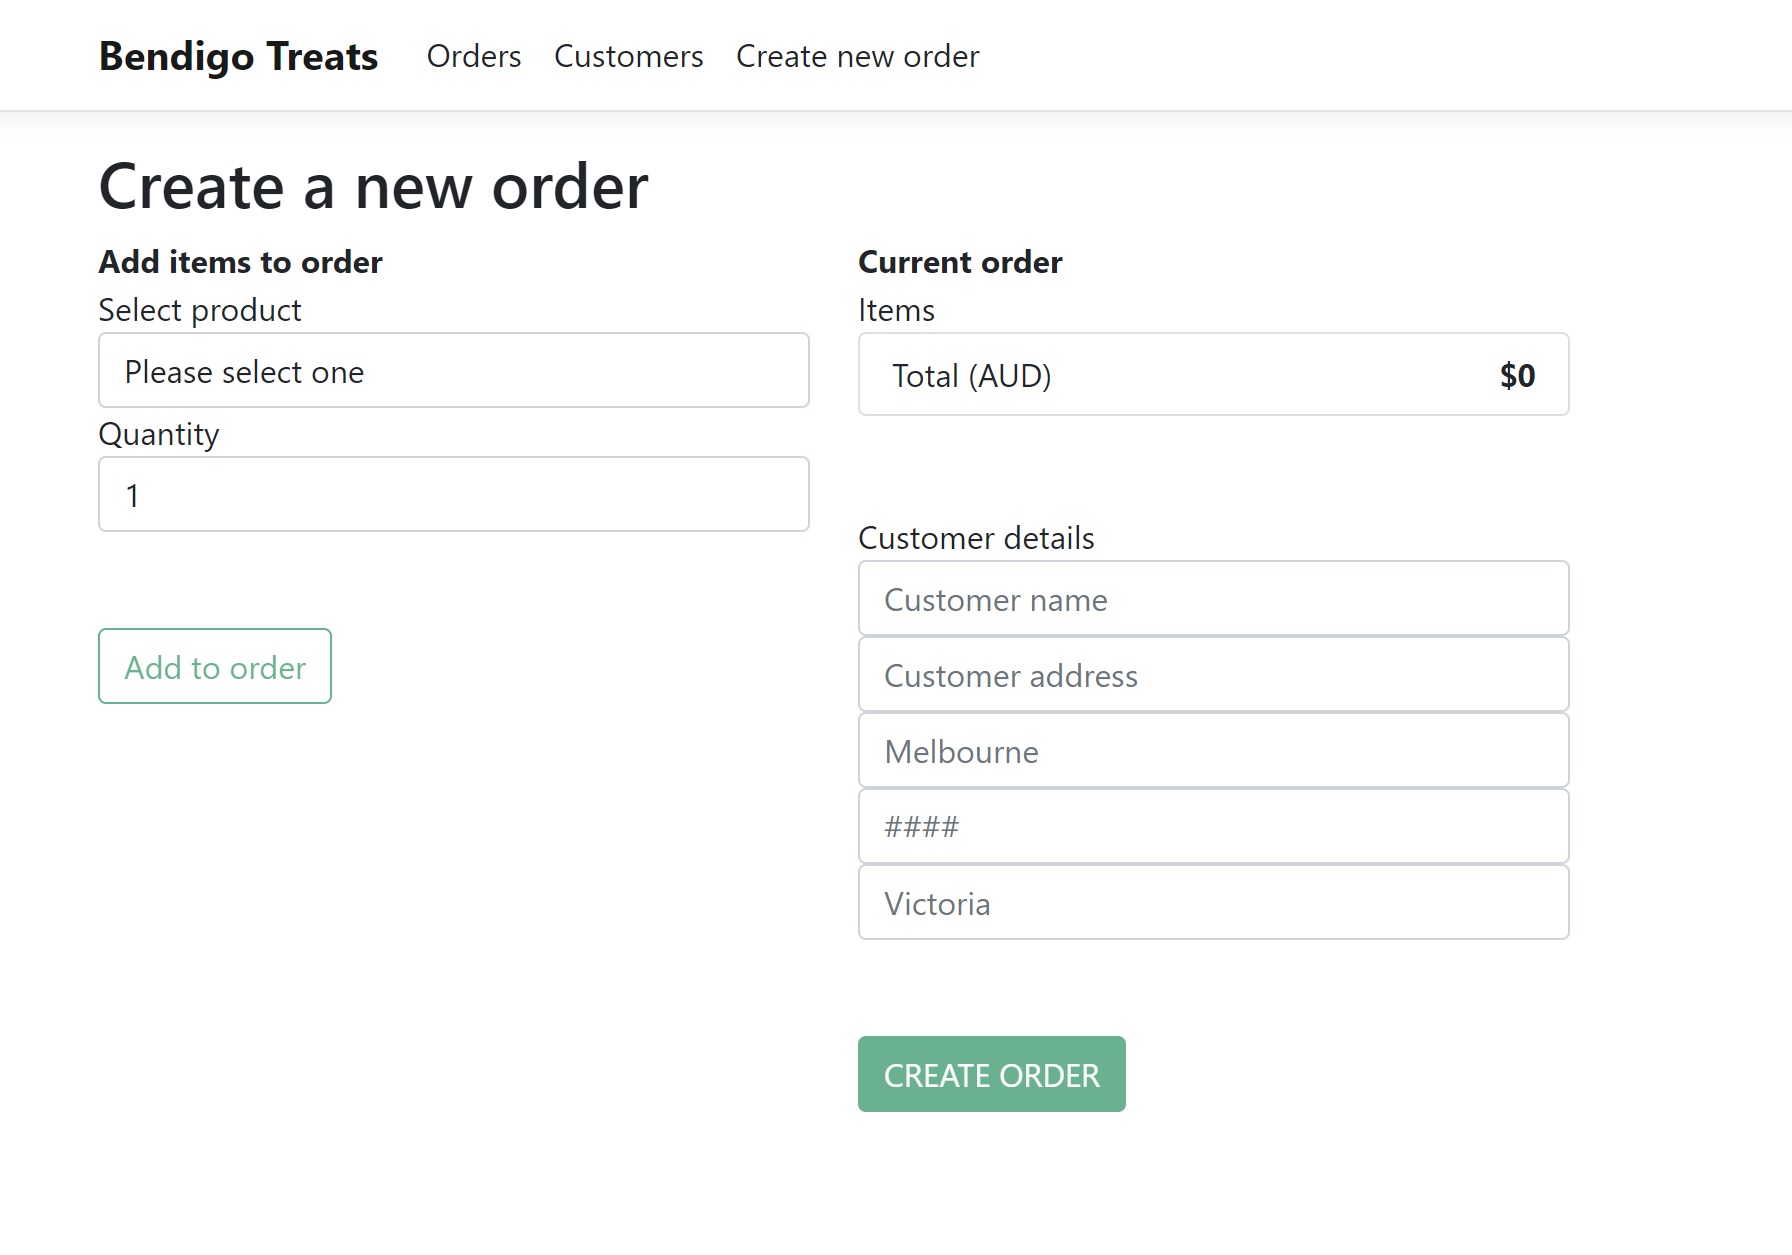 Bendigo Treats Orders Customers Create new order
Create a new order
Add items to order
Select product
Please select one
Quantity
1
Add to order
Current order
Items
Total (AUD) $0
Customer details
Customer name
Customer address
Melbourne
####
Victoria
CREATE ORDER